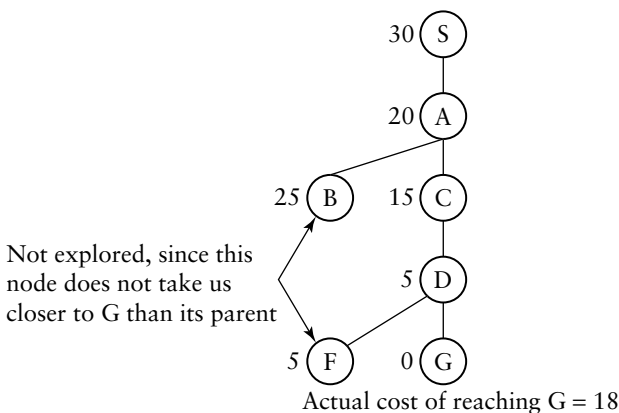 30 S
20 A
25 B
15 C
Not explored, since this
node does not take us
closer to G than its parent
5 D
5 F
0 G
Actual cost of reaching G = 18